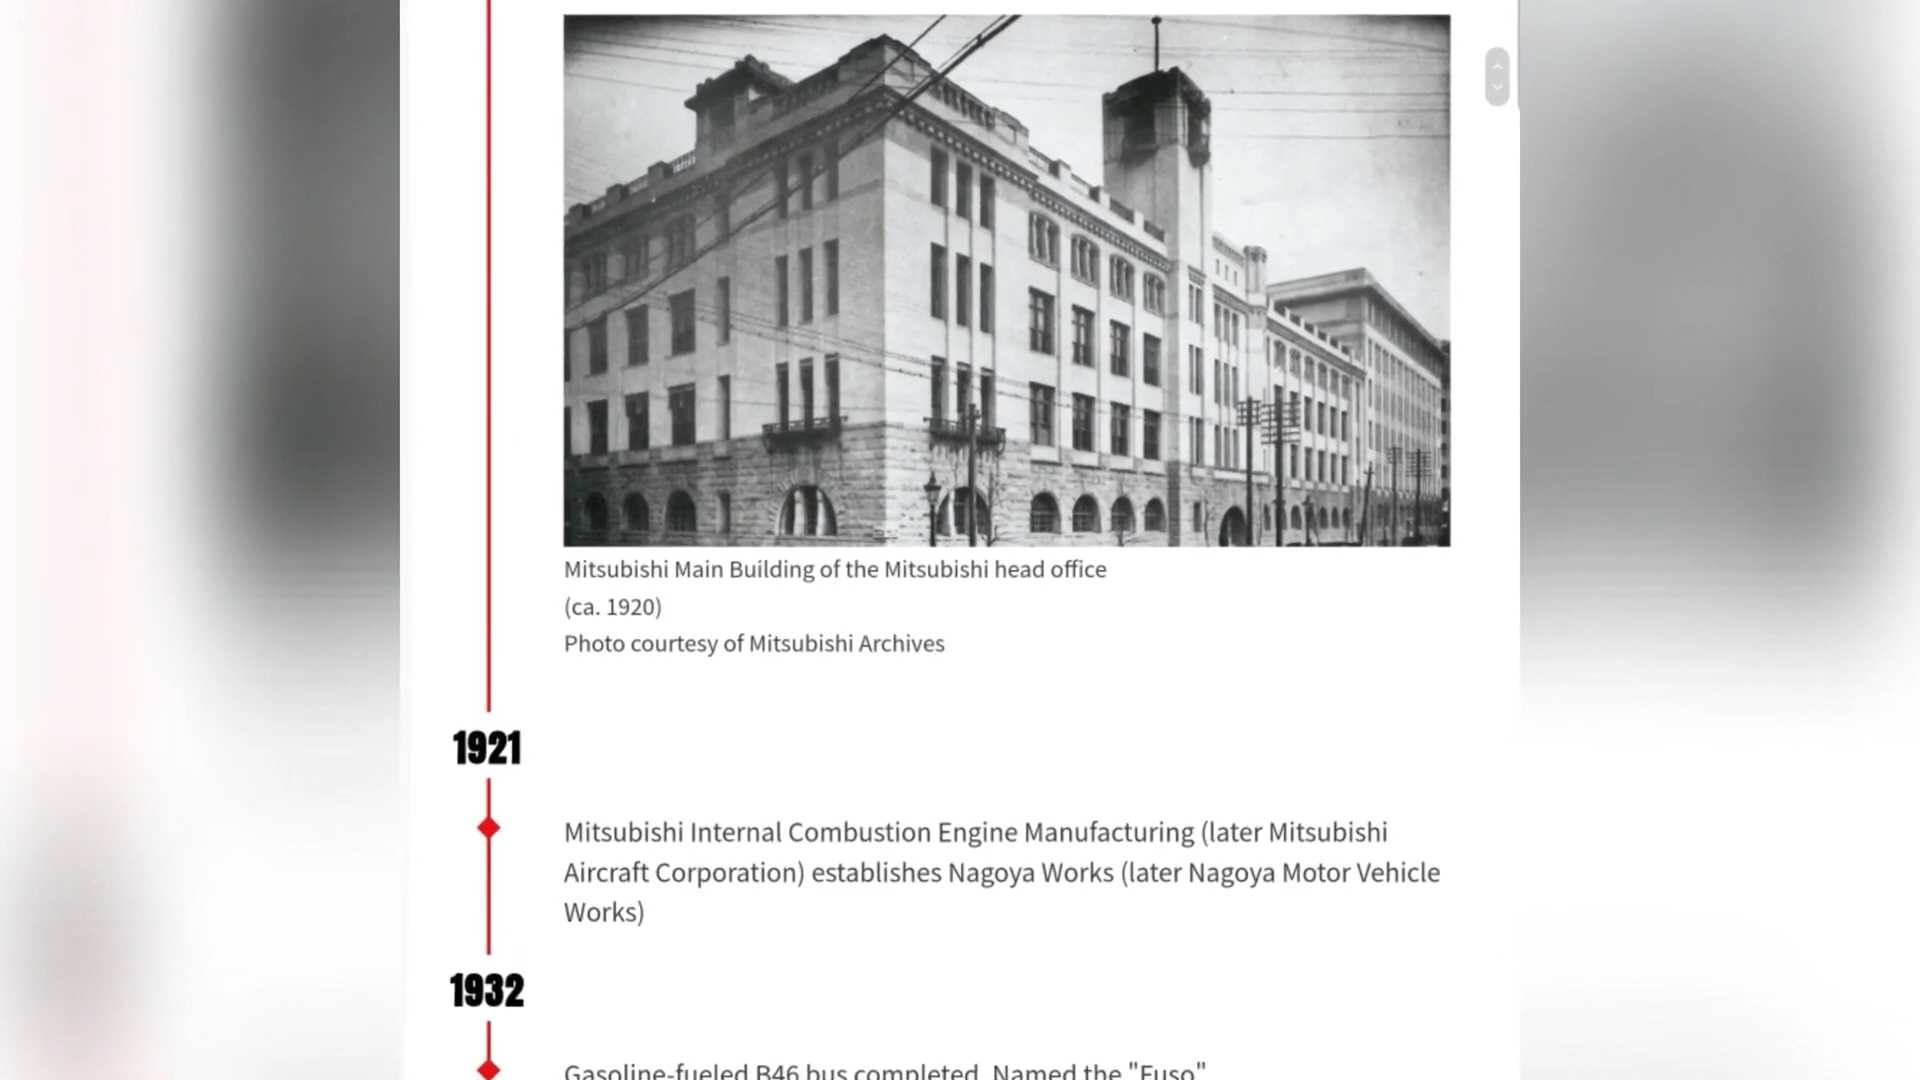 Mitsubishi Main Building of the Mitsubishi head office
(ca. 1920)
Photo courtesy of Mitsubishi Archives
1921
Mitsubishi Internal Combustion Engine Manufacturing (later Mitsubishi
Aircraft Corporation) establishes Nagoya Works (later Nagoya Motor Vehicle
Works)
1932
Gasoline-fueled B46 bus completed. Named the "Fuso"